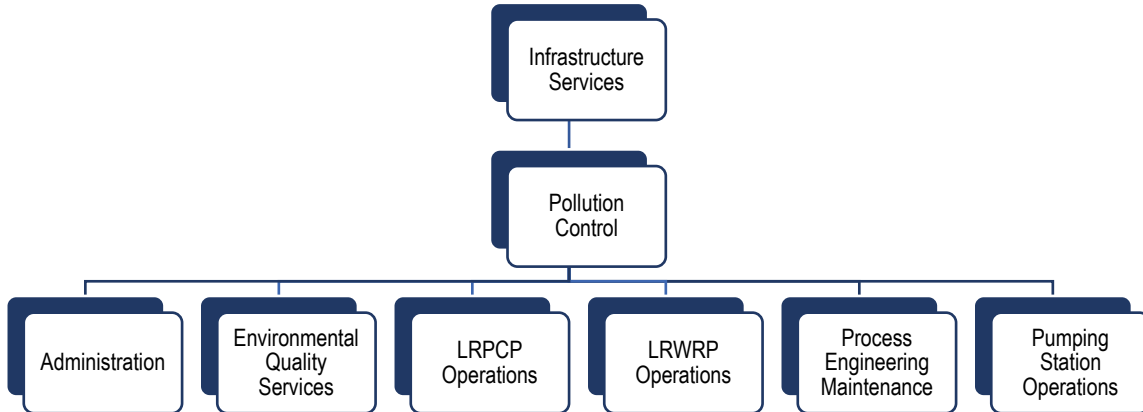 Infrastructure
Services
Pollution
Control
Administration
Environmental
Quality
Services
LRPCP
Operations
LRWRP
Operations
Process
Engineering
Maintenance
Pumping
Station
Operations